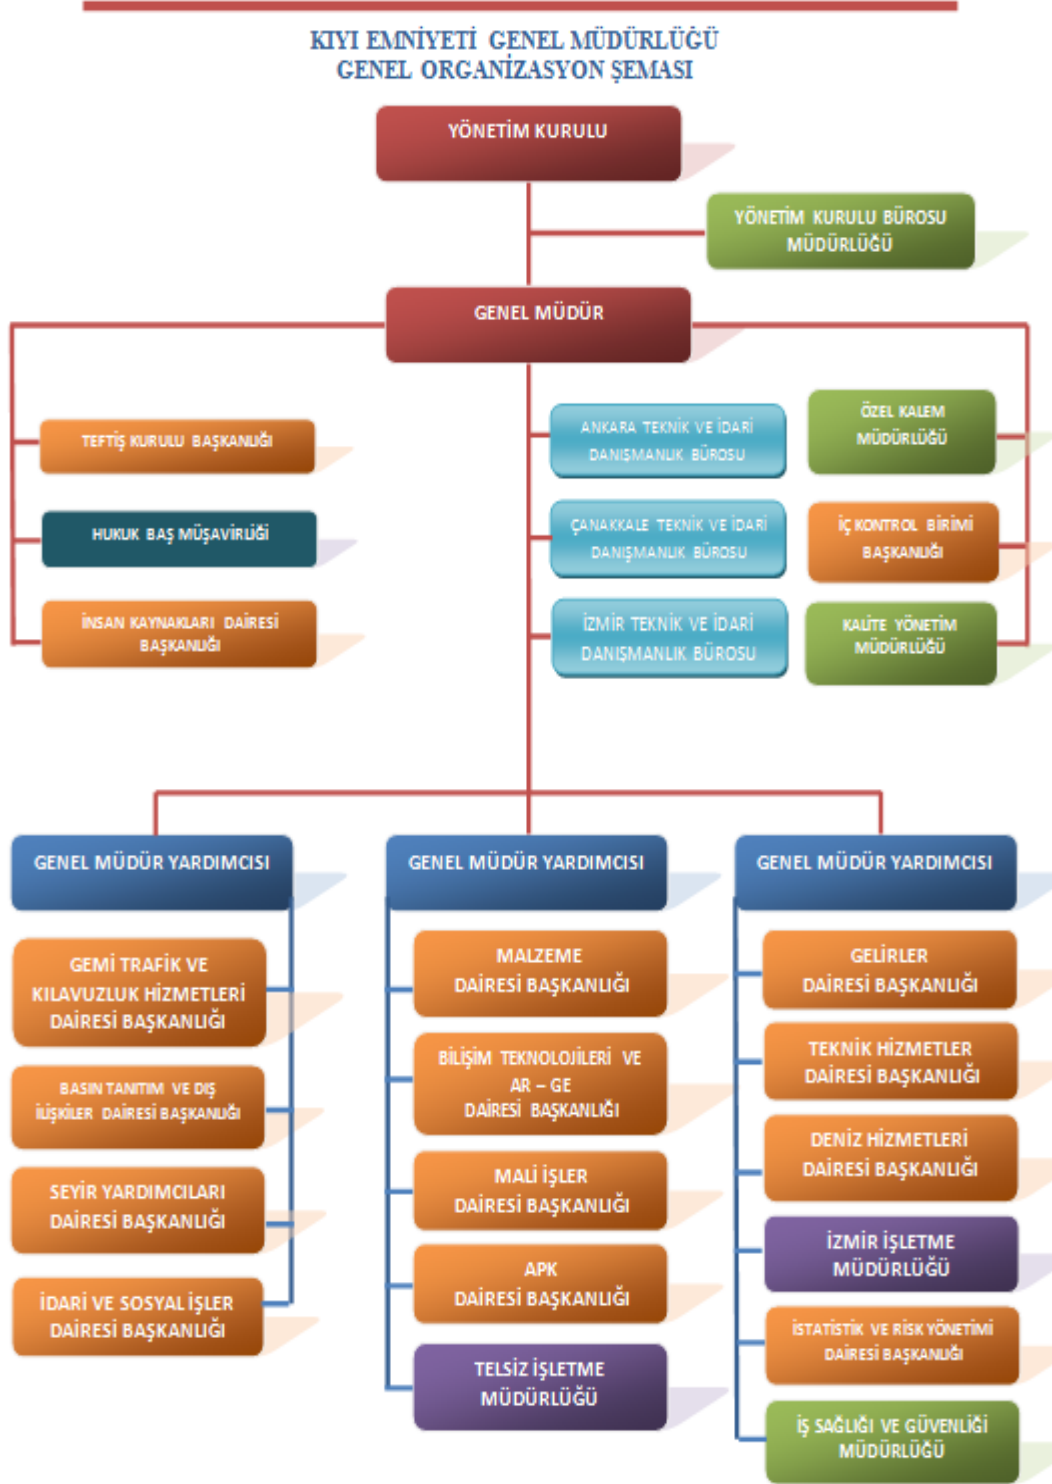 KIYI EMNİYETİ GENEL MÜDÜRLÜĞÜ
GENEL ORGANİZASYON ŞEMASI
YÖNETİM KURULU
YÖNETİM KURULU BÜROSU
MÜDÜRLÜĞÜ
GENEL MÜDÜR
TEFTİŞ KURULU BAŞKANLIĞI
HUKUK BAŞ MÜŞAVİRLİĞİ
İNSAN KAYNAKLARI DAİRESİ
BAŞKANLIĞI
ANKARA TEKNİK VE İDARİ
DANIŞMANLIK BÜROSU
ÇANAKKALE TEKNİK VE İDARİ
DANIŞMANLIK BÜROSU
İZMİR TEKNİK VE İDARİ
DANIŞMANLIK BÜROSU
ÖZEL KALEM
MÜDÜRLÜĞÜ
İÇ KONTROL BİRİMİ
BAŞKANLIĞI
KALİTE YÖNETİM
MÜDÜRLÜĞÜ
GENEL MÜDÜR YARDIMCISI
GEMİ TRAFİK VE
KILAVUZLUK HİZMETLERİ
DAİRESİ BAŞKANLIĞI
BASIN TANITIM VE DIŞ
İLİŞKİLER DAİRESİ BAŞKANLIĞI
SEYİR YARDIMCILARI
DAİRESİ BAŞKANLIĞI
İDARİ VE SOSYAL İŞLER
DAİRESİ BAŞKANLIĞI
GENEL MÜDÜR YARDIMCISI
MALZEME
DAİRESİ BAŞKANLIĞI
BİLİŞİM TEKNOLOJİLERİ VE
AR – GE
DAİRESİ BAŞKANLIĞI
MALİ İŞLER
DAİRESİ BAŞKANLIĞI
APK
DAİRESİ BAŞKANLIĞI
TELSİZ İŞLETME
MÜDÜRLÜĞÜ
GENEL MÜDÜR YARDIMCISI
GELİRLER
DAİRESİ BAŞKANLIĞI
TEKNİK HİZMETLER
DAİRESİ BAŞKANLIĞI
DENİZ HİZMETLERİ
DAİRESİ BAŞKANLIĞI
İZMİR İŞLETME
MÜDÜRLÜĞÜ
İSTATİSTİK VE RİSK YÖNETİMİ
DAİRESİ BAŞKANLIĞI
İŞ SAĞLIĞI VE GÜVENLİĞİ
MÜDÜRLÜĞÜ